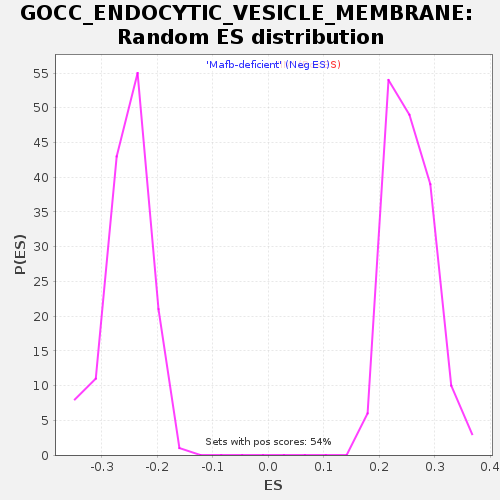 GOCC_ENDOCYTIC_VESICLE_MEMBRANE:
Random ES distribution
'Mafb-deficient' (Neg ES)S)
55
50
45
40
35
30
25
20
15
10
5
0
P(ES)
Sets with pos scores: 54%
-0.3 -0.2 -0.1 0.0 0.1 0.2 0.3 0.4
ES